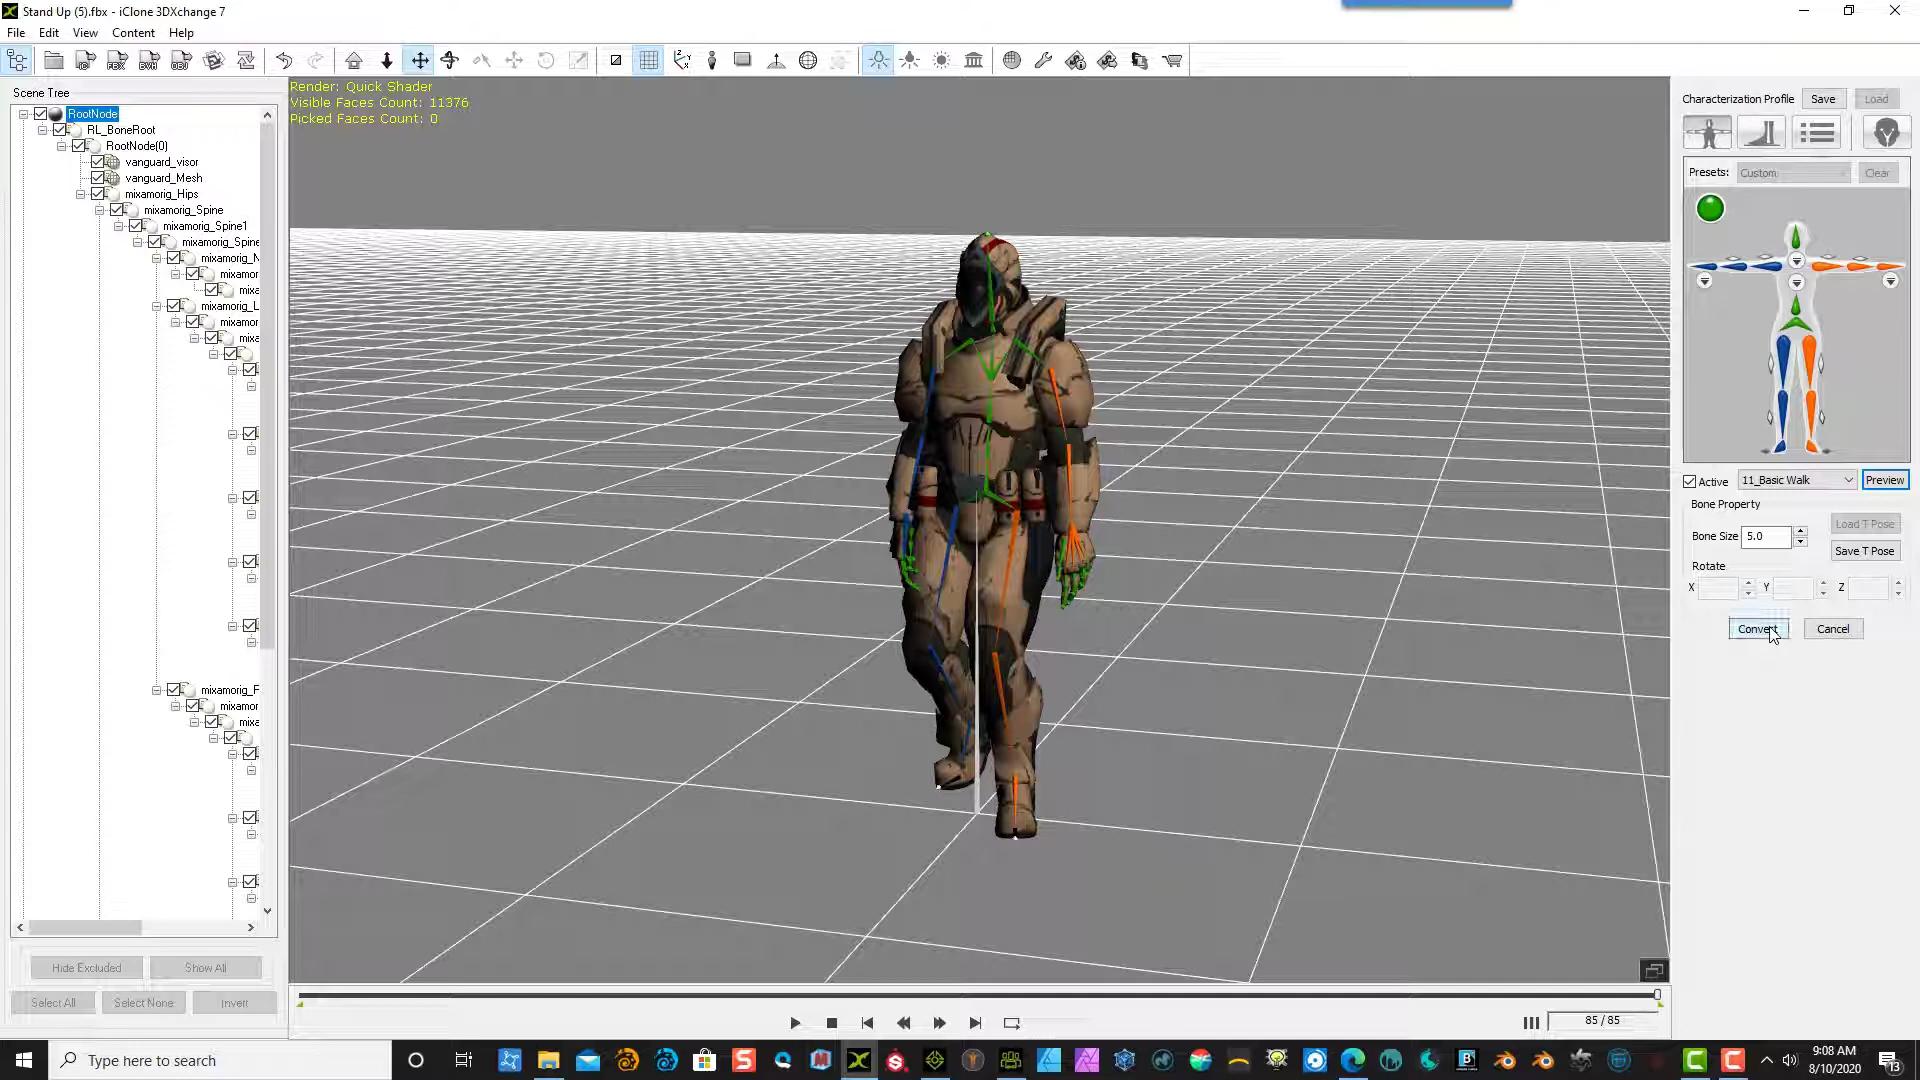 Stand Up (5).fbx - iClone 3DXchange 7
File Edit View Content Help
Scene Tree
RootNode
RL_BoneRoot
RootNode(0)
vanguard_visor
vanguard_Mesh
mixamorig_Hips
mixamorig_Spine
mixamorig_Spine1
mixamorig_Spine
mixamorig_N
mixamor
mixa
mixamorig_L
mixamor
mixa
mixamorig_F
mixamor
mixa
Hide Excluded Show All
Select All Select None Invert
Render: Quick Shader
Visible Faces Count: 11376
Picked Faces Count: 0
85 / 85
Characterization Profile Save Load
Presets: Custom Clear
Active 11_Basic Walk Preview
Bone Property
Load T Pose
Bone Size 5.0
Save T Pose
Rotate
X Y Z
Convert Cancel
Type here to search
9:08 AM
8/10/2020
13